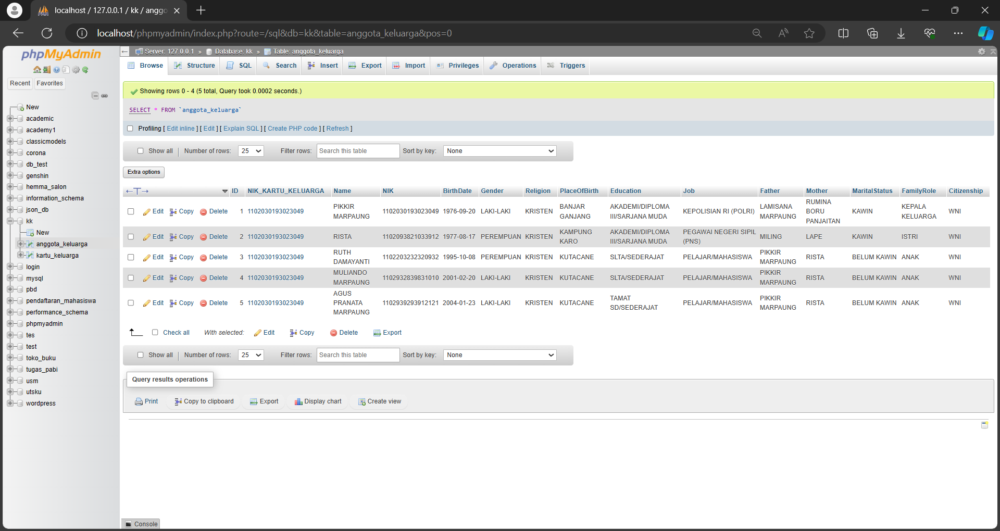 localhost / 127.0.0.1 / kk / anggo
localhost/phpmyadmin/index.php?route=/sql&db=kk&table=anggota_keluarga&pos=0
phpMyAdmin
Recent Favorites
New
academic
academy1
classicmodels
corona
db_test
genshin
hemma_salon
information_schema
json_db
kk
New
anggota_keluarga
kartu_keluarga
login
mysql
pbd
pendaftaran_mahasiswa
performance_schema
phpmyadmin
tes
test
toko_buku
tugas_pabi
usm
utsku
wordpress
Server: 127.0.0.1 » Database: kk » Table: anggota_keluarga
Browse Structure SQL Search Insert Export Import Privileges Operations Triggers
Showing rows 0 - 4 (5 total, Query took 0.0002 seconds.)
SELECT * FROM `anggota_keluarga`
Profiling [ Edit inline ] [ Edit ] [ Explain SQL ] [ Create PHP code ] [ Refresh ]
Show all | Number of rows: 25 Filter rows: Search this table Sort by key: None
Extra options
←T→ ID NIK_KARTU_KELUARGA Name NIK BirthDate Gender Religion PlaceOfBirth Education Job Father Mother MaritalStatus FamilyRole Citizenship
Edit Copy Delete 1 1102030193023049 PIKKIR MARPAUNG 1102030193023049 1976-09-20 LAKI-LAKI KRISTEN BANJAR GANJANG AKADEMI/DIPLOMA III/SARJANA MUDA KEPOLISIAN RI (POLRI) LAMISANA MARPAUNG RUMINA BORU PANJAITAN KAWIN KEPALA KELUARGA WNI
Edit Copy Delete 2 1102030193023049 RISTA 1102093821033912 1977-08-17 PEREMPUAN KRISTEN KAMPUNG KARO AKADEMI/DIPLOMA III/SARJANA MUDA PEGAWAI NEGERI SIPIL (PNS) MILING LAPE KAWIN ISTRI WNI
Edit Copy Delete 3 1102030193023049 RUTH DAMAYANTI 1102203232320932 1995-10-08 PEREMPUAN KRISTEN KUTACANE SLTA/SEDERAJAT PELAJAR/MAHASISWA PIKKIR MARPAUNG RISTA BELUM KAWIN ANAK WNI
Edit Copy Delete 4 1102030193023049 MULIANDO MARPAUNG 1102932839831010 2001-02-20 LAKI-LAKI KRISTEN KUTACANE SLTA/SEDERAJAT PELAJAR/MAHASISWA PIKKIR MARPAUNG RISTA BELUM KAWIN ANAK WNI
Edit Copy Delete 5 1102030193023049 AGUS PRANATA MARPAUNG 1102939293912121 2004-01-23 LAKI-LAKI KRISTEN KUTACANE TAMAT SD/SEDERAJAT PELAJAR/MAHASISWA PIKKIR MARPAUNG RISTA BELUM KAWIN ANAK WNI
Check all With selected: Edit Copy Delete Export
Show all | Number of rows: 25 Filter rows: Search this table Sort by key: None
Query results operations
Print Copy to clipboard Export Display chart Create view
Console